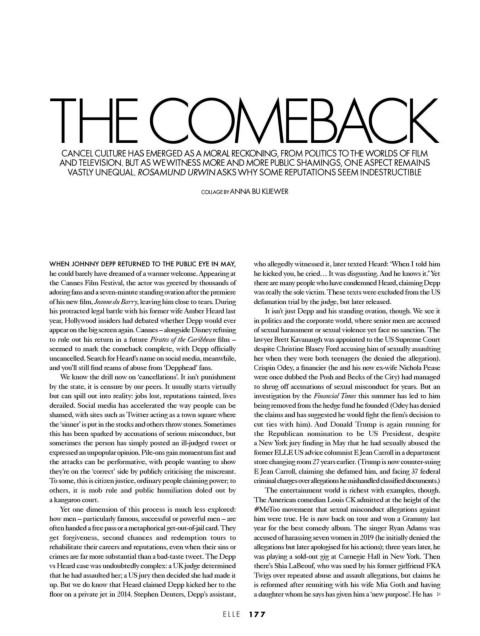 THE COMEBACK
CANCEL CULTURE HAS EMERGED AS A MORAL RECKONING, FROM POLITICS TO THE WORLDS OF FILM
AND TELEVISION. BUT AS WE WITNESS MORE AND MORE PUBLIC SHAMINGS, ONE ASPECT REMAINS
VASTLY UNEQUAL. ROSAMUND URWIN ASKS WHY SOME REPUTATIONS SEEM INDESTRUCTIBLE
COLLAGE BY ANNA BU KLIEWER
WHEN JOHNNY DEPP RETURNED TO THE PUBLIC EYE IN MAY,
he could barely have dreamed of a warmer welcome. Appearing at
the Cannes Film Festival, the actor was greeted by thousands of
adoring fans and a seven-minute standing ovation after the premiere
of his new film, Jeanne du Barry, leaving him close to tears. During
his protracted legal battle with his former wife Amber Heard last
year, Hollywood insiders had debated whether Depp would ever
appear on the big screen again. Cannes – alongside Disney refusing
to rule out his return in a future Pirates of the Caribbean film –
seemed to mark the comeback complete, with Depp officially
uncancelled. Search for Heard's name on social media, meanwhile,
and you'll still find reams of abuse from 'Depphead' fans.
We know the drill now on 'cancellations'. It isn't punishment
by the state, it is censure by our peers. It usually starts virtually
but can spill out into reality: jobs lost, reputations tainted, lives
derailed. Social media has accelerated the way people can be
shamed, with sites such as Twitter acting as a town square where
the 'sinner' is put in the stocks and others throw stones. Sometimes
this has been sparked by accusations of serious misconduct, but
sometimes the person has simply posted an ill-judged tweet or
expressed an unpopular opinion. Pile-ons gain momentum fast and
the attacks can be performative, with people wanting to show
they're on the 'correct' side by publicly criticising the miscreant.
To some, this is citizen justice, ordinary people claiming power; to
others, it is mob rule and public humiliation doled out by
a kangaroo court.
Yet one dimension of this process is much less explored:
how men – particularly famous, successful or powerful men – are
often handed a free pass or a metaphorical get-out-of-jail card. They
get forgiveness, second chances and redemption tours to
rehabilitate their careers and reputations, even when their sins or
crimes are far more substantial than a bad-taste tweet. The Depp
vs Heard case was undoubtedly complex: a UK judge determined
that he had assaulted her; a US jury then decided she had made it
up. But we do know that Heard claimed Depp kicked her to the
floor on a private jet in 2014. Stephen Deuters, Depp's assistant,
who allegedly witnessed it, later texted Heard: 'When I told him
he kicked you, he cried… It was disgusting. And he knows it.' Yet
there are many people who have condemned Heard, claiming Depp
was really the sole victim. These texts were excluded from the US
defamation trial by the judge, but later released.
It isn't just Depp and his standing ovation, though. We see it
in politics and the corporate world, where senior men are accused
of sexual harassment or sexual violence yet face no sanction. The
lawyer Brett Kavanaugh was appointed to the US Supreme Court
despite Christine Blasey Ford accusing him of sexually assaulting
her when they were both teenagers (he denied the allegation).
Crispin Odey, a financier (he and his now ex-wife Nichola Pease
were once dubbed the Posh and Becks of the City) had managed
to shrug off accusations of sexual misconduct for years. But an
investigation by the Financial Times this summer has led to him
being removed from the hedge fund he founded (Odey has denied
the claims and has suggested he would fight the firm's decision to
cut ties with him). And Donald Trump is again running for
the Republican nomination to be US President, despite
a New York jury finding in May that he had sexually abused the
former ELLE US advice columnist E Jean Carroll in a department
store changing room 27 years earlier. (Trump is now counter-suing
E Jean Carroll, claiming she defamed him, and facing 37 federal
criminal charges over allegations he mishandled classified documents.)
The entertainment world is richest with examples, though.
The American comedian Louis CK admitted at the height of the
#MeToo movement that sexual misconduct allegations against
him were true. He is now back on tour and won a Grammy last
year for the best comedy album. The singer Ryan Adams was
accused of harassing seven women in 2019 (he initially denied the
allegations but later apologised for his actions); three years later, he
was playing a sold-out gig at Carnegie Hall in New York. Then
there's Shia LaBeouf, who was sued by his former girlfriend FKA
Twigs over repeated abuse and assault allegations, but claims he
is reformed after reuniting with his wife Mia Goth and having
a daughter whom he says has given him a 'new purpose'. He has
ELLE 177